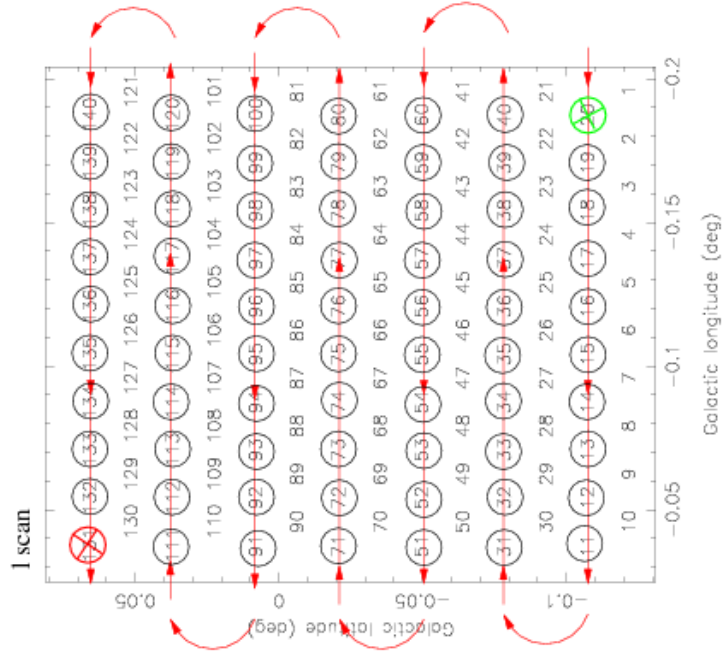 1 scan
131 132 133 134 135 136 137 138 139 140
130 129 128 127 126 125 124 123 122 121
111 112 113 114 115 116 117 118 119 120
110 109 108 107 106 105 104 103 102 101
91 92 93 94 95 96 97 98 99 100
90 89 88 87 86 85 84 83 82 81
71 72 73 74 75 76 77 78 79 80
70 69 68 67 66 65 64 63 62 61
51 52 53 54 55 56 57 58 59 60
50 49 48 47 46 45 44 43 42 41
31 32 33 34 35 36 37 38 39 40
30 29 28 27 26 25 24 23 22 21
11 12 13 14 15 16 17 18 19 20
10 9 8 7 6 5 4 3 2 1
−0.05 −0.1 −0.15 −0.2
Galactic longitude (deg)
0.05 0 −0.05 −0.1
Galactic latitude (deg)